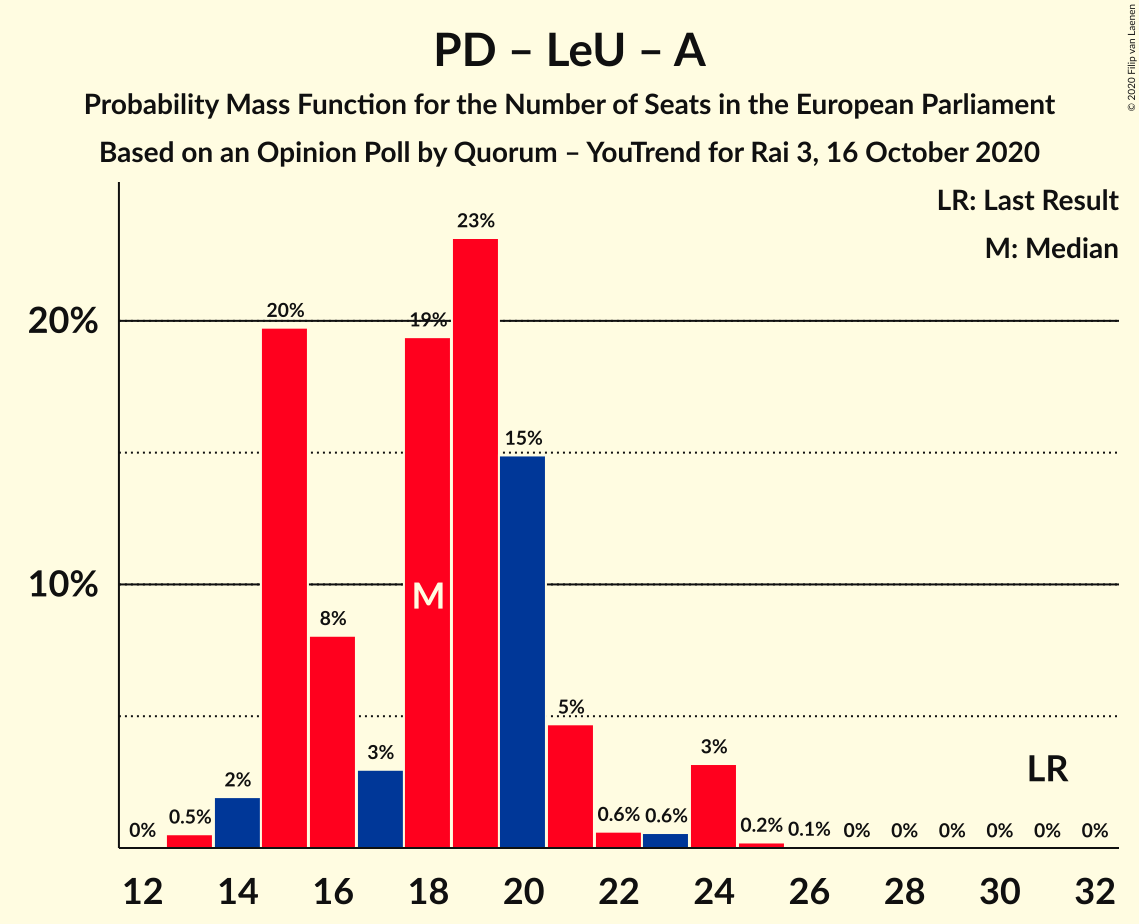 PD – LeU – A
Probability Mass Function for the Number of Seats in the European Parliament
Based on an Opinion Poll by Quorum – YouTrend for Rai 3, 16 October 2020
© 2020 Filip van Laenen
LR: Last Result
M: Median
20%
10%
0%
0.5%
2%
20%
8%
3%
19%
23%
15%
5%
0.6%
0.6%
3%
0.2%
0.1%
0%
0%
0%
0%
0%
0%
M
LR
12 14 16 18 20 22 24 26 28 30 32